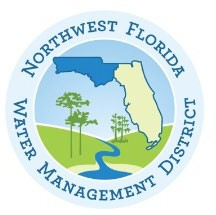 NORTHWEST FLORIDA
WATER MANAGEMENT DISTRICT